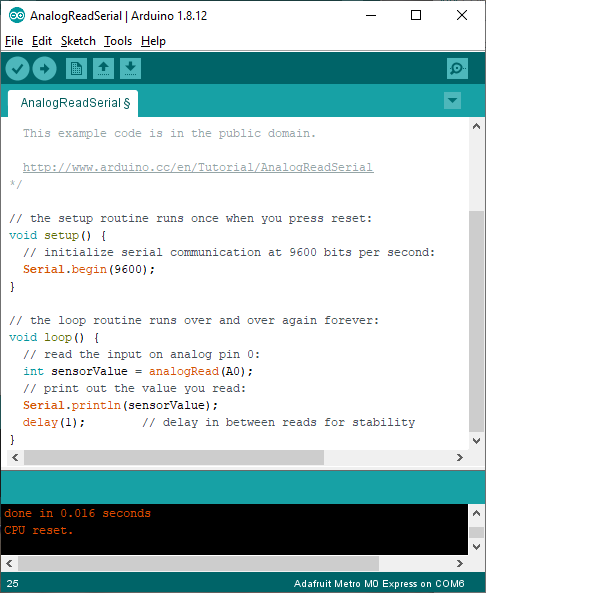 AnalogReadSerial | Arduino 1.8.12
File Edit Sketch Tools Help
AnalogReadSerial §
This example code is in the public domain.
http://www.arduino.cc/en/Tutorial/AnalogReadSerial
*/
// the setup routine runs once when you press reset:
void setup() {
// initialize serial communication at 9600 bits per second:
Serial.begin(9600);
}
// the loop routine runs over and over again forever:
void loop() {
// read the input on analog pin 0:
int sensorValue = analogRead(A0);
// print out the value you read:
Serial.println(sensorValue);
delay(1);        // delay in between reads for stability
}
done in 0.016 seconds
CPU reset.
25 Adafruit Metro M0 Express on COM6